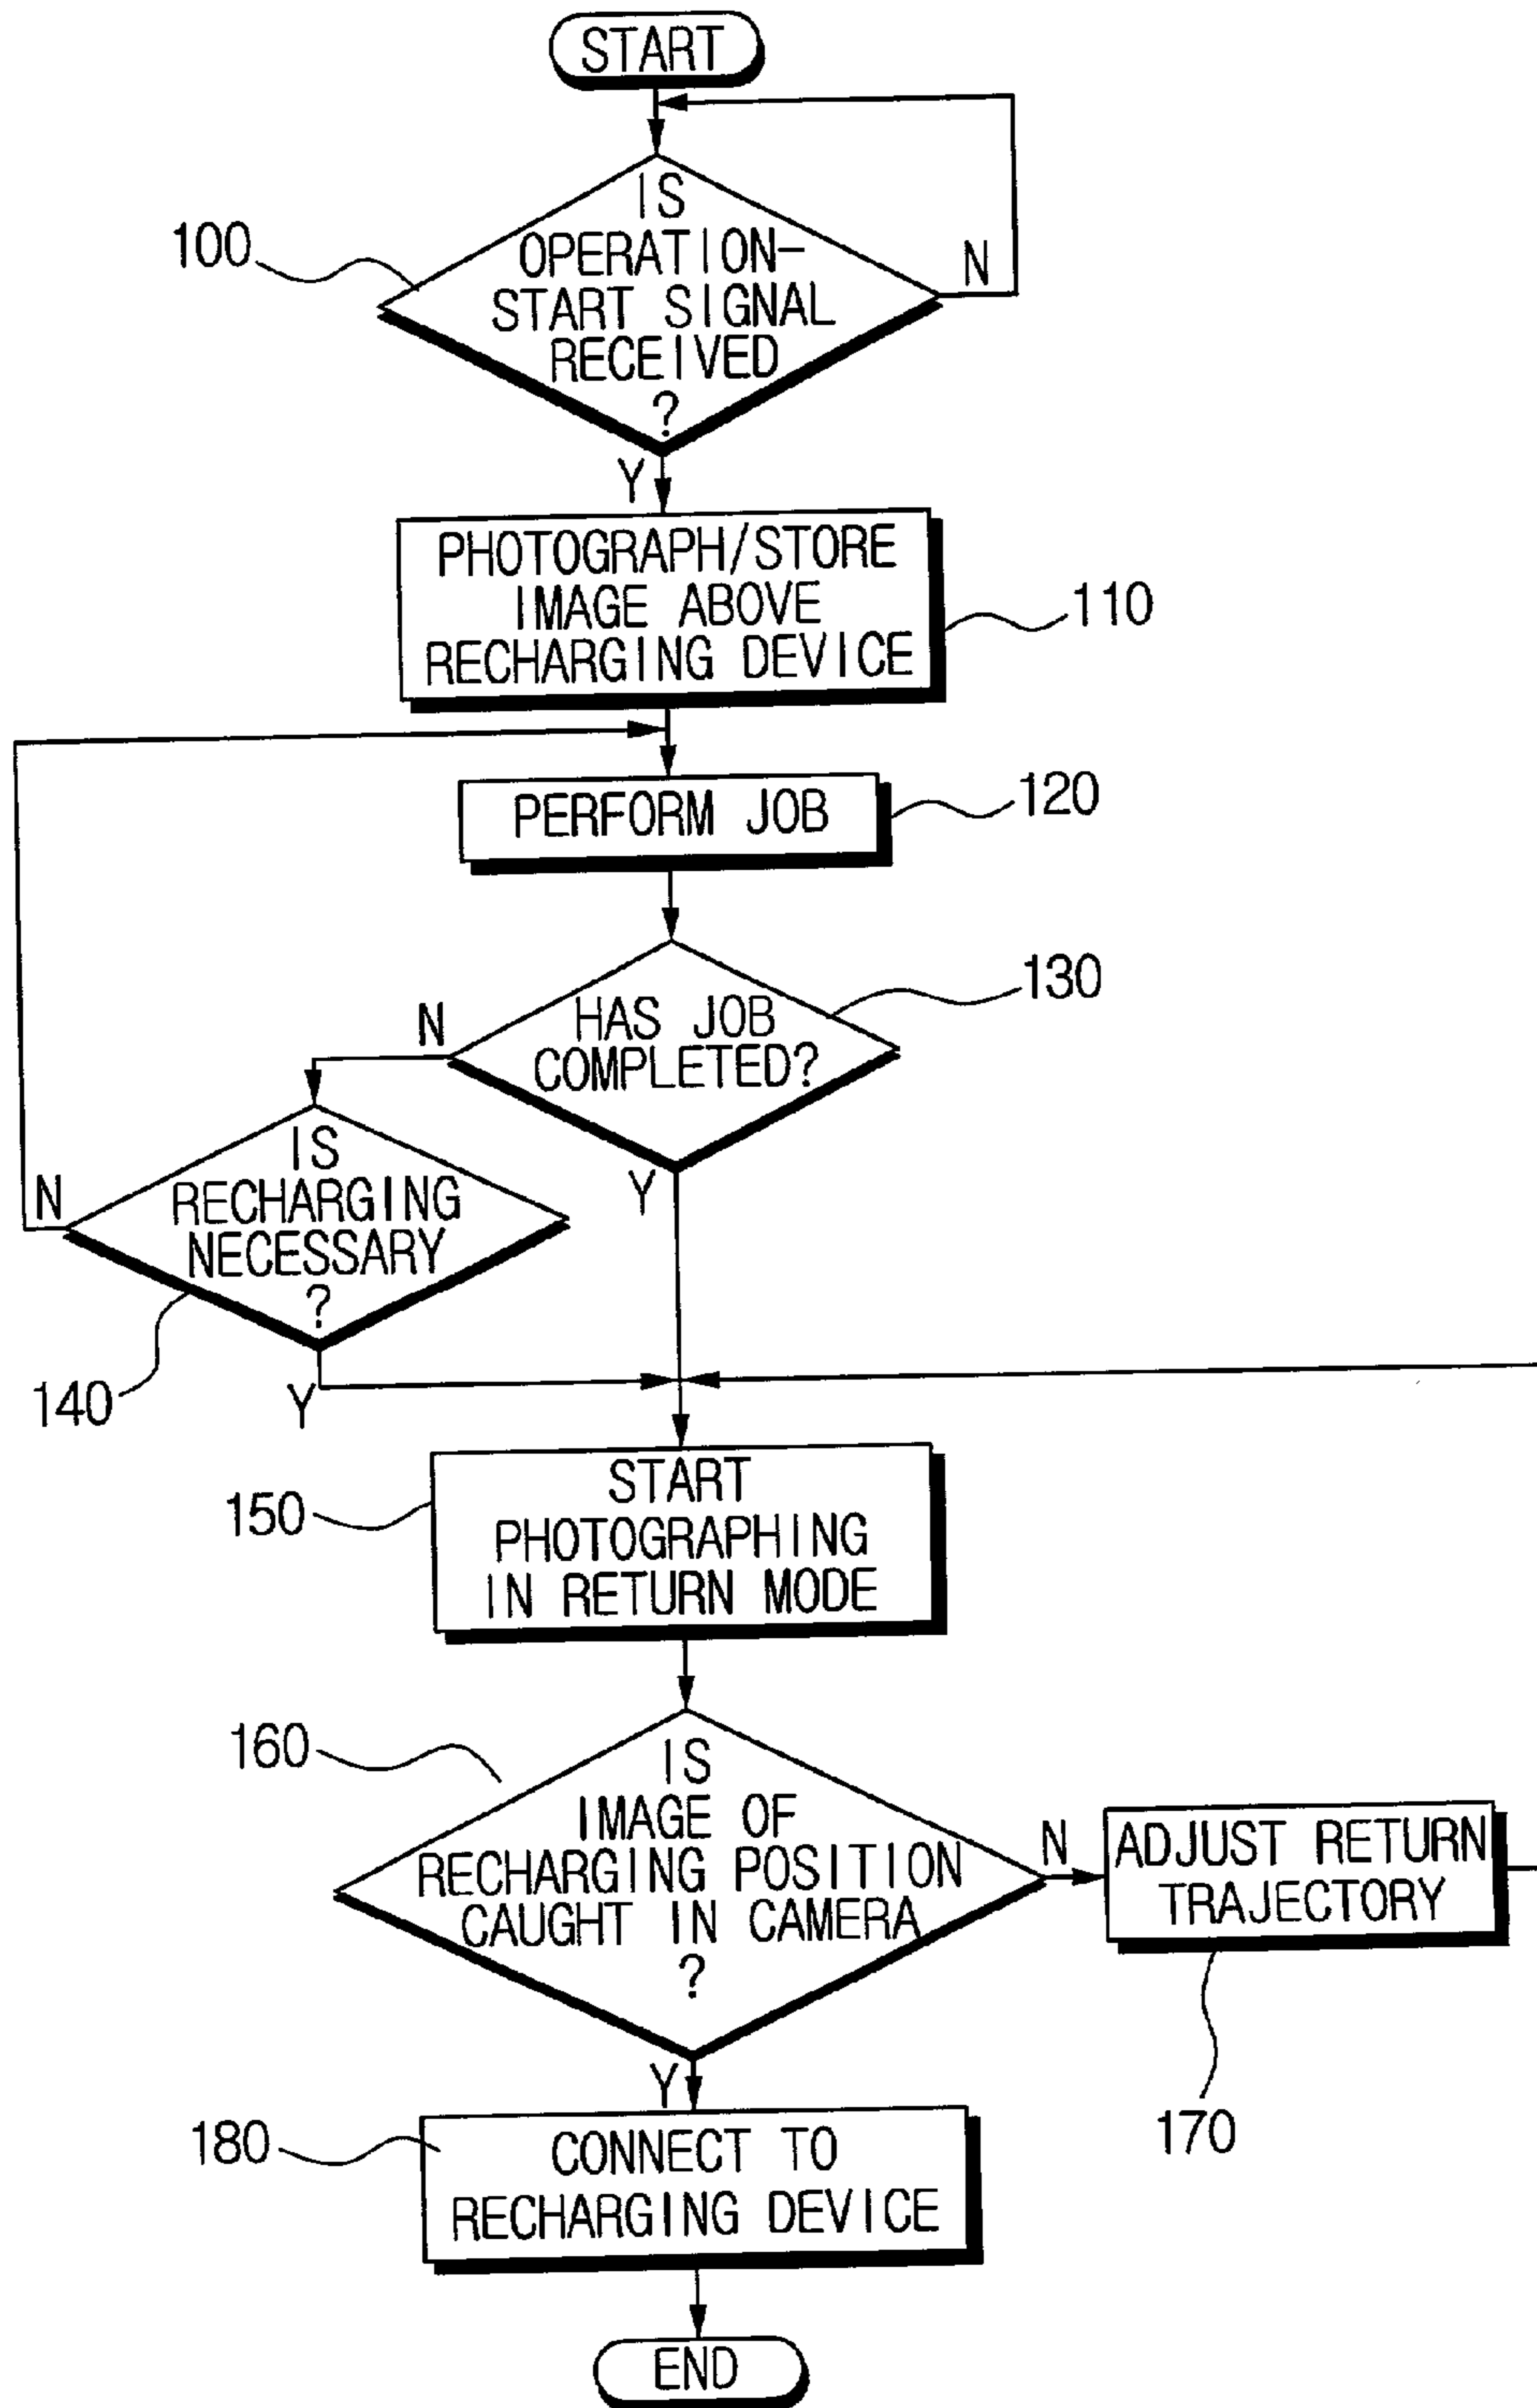 START
100
IS
OPERATION-
START SIGNAL
RECEIVED
?
N
Y
PHOTOGRAPH/STORE
IMAGE ABOVE
RECHARGING DEVICE
110
PERFORM JOB
120
HAS JOB
COMPLETED?
130
N
Y
IS
RECHARGING
NECESSARY
?
N
140
Y
START
PHOTOGRAPHING
IN RETURN MODE
150
160
IS
IMAGE OF
RECHARGING POSITION
CAUGHT IN CAMERA
?
N
ADJUST RETURN
TRAJECTORY
170
Y
180
CONNECT TO
RECHARGING DEVICE
END